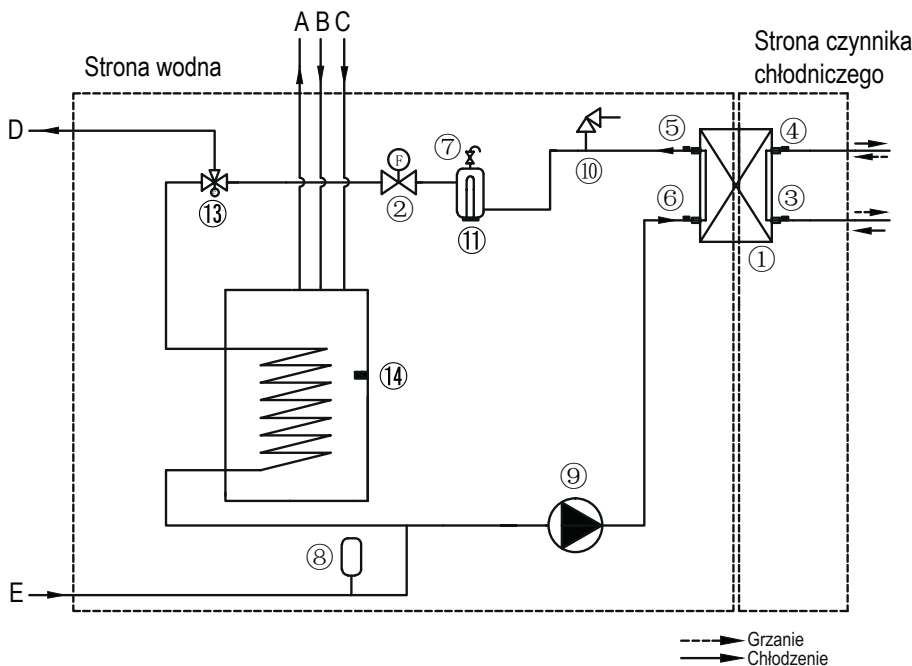 A B C
Strona czynnika
chłodniczego
Strona wodna
D
⑦
⑤
④
F
⑩
⑬
②
⑥
③
⑪
①
⑭
⑨
⑧
E
Grzanie
Chłodzenie